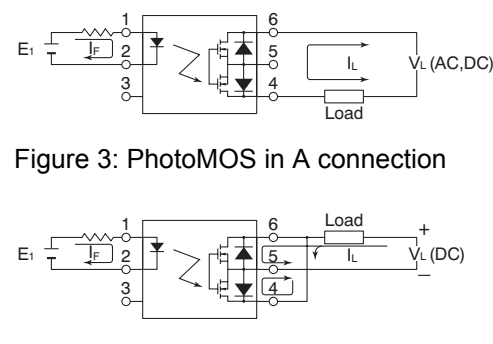 1 6
E1 IF
2 5 IL VL (AC,DC)
3 4
Load
Figure 3: PhotoMOS in A connection
Load
1 6 +
E1 IF IL VL (DC)
2 5 –
3 4